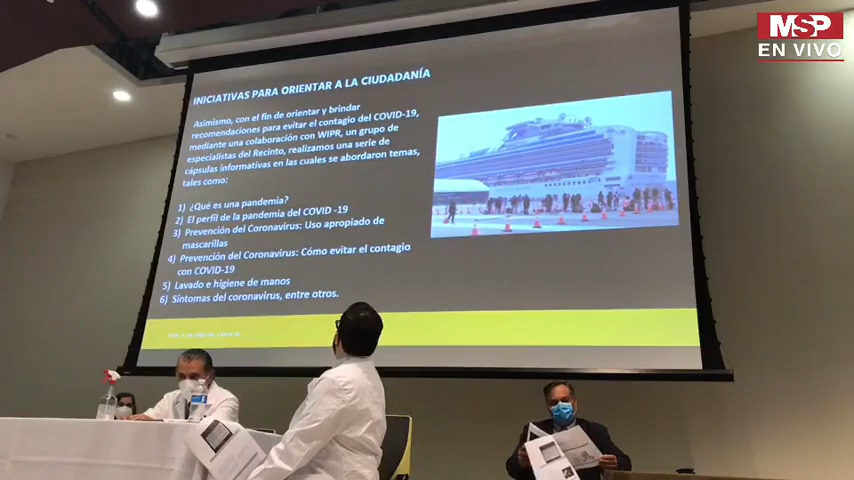 MSP
EN VIVO
INICIATIVAS PARA ORIENTAR A LA CIUDADANÍA
Asimismo, con el fin de orientar y brindar
recomendaciones para evitar el contagio del COVID-19,
mediante una colaboración con WIPR, un grupo de
especialistas del Recinto, realizamos una serie de
cápsulas informativas en las cuales se abordaron temas,
tales como:
1) ¿Qué es una pandemia?
2) El perfil de la pandemia del COVID -19
3) Prevención del Coronavirus: Uso apropiado de
mascarillas
4) Prevención del Coronavirus: Cómo evitar el contagio
con COVID-19
5) Lavado e higiene de manos
6) Síntomas del coronavirus, entre otros.